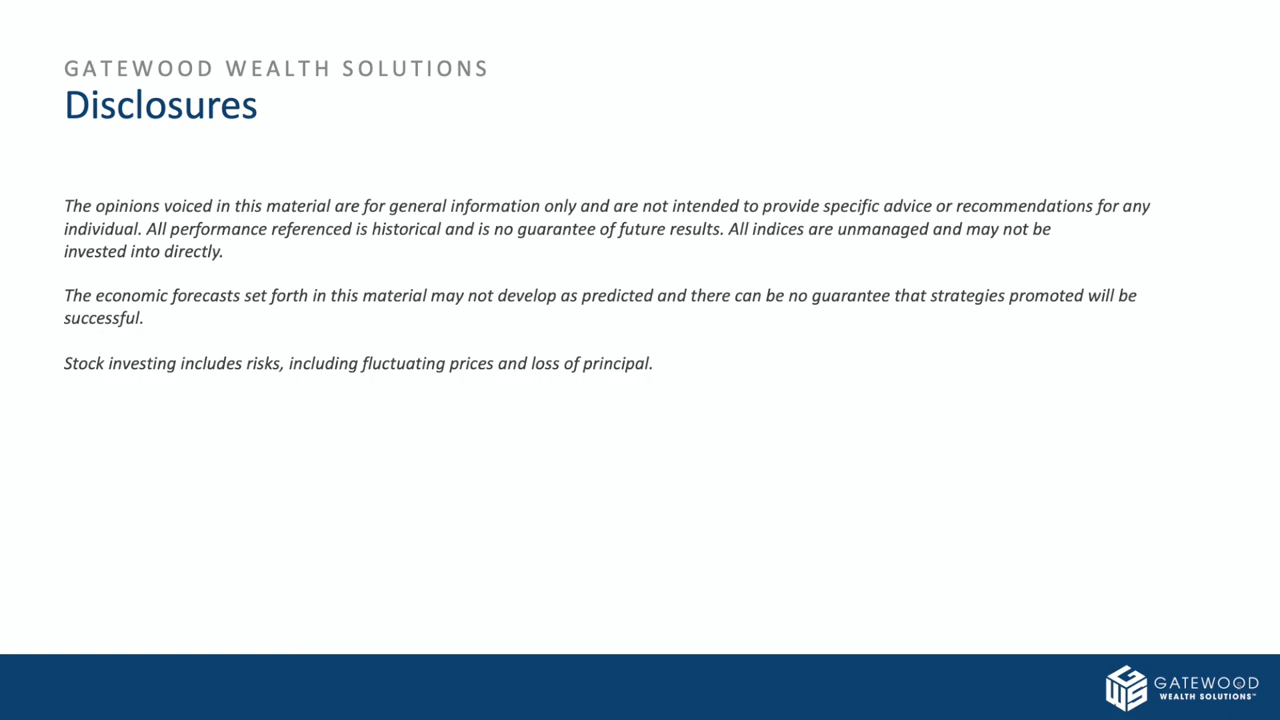 GATEWOOD WEALTH SOLUTIONS
Disclosures
The opinions voiced in this material are for general information only and are not intended to provide specific advice or recommendations for any
individual. All performance referenced is historical and is no guarantee of future results. All indices are unmanaged and may not be
invested into directly.
The economic forecasts set forth in this material may not develop as predicted and there can be no guarantee that strategies promoted will be
successful.
Stock investing includes risks, including fluctuating prices and loss of principal.
GWS
GATEWOOD
WEALTH SOLUTIONS™